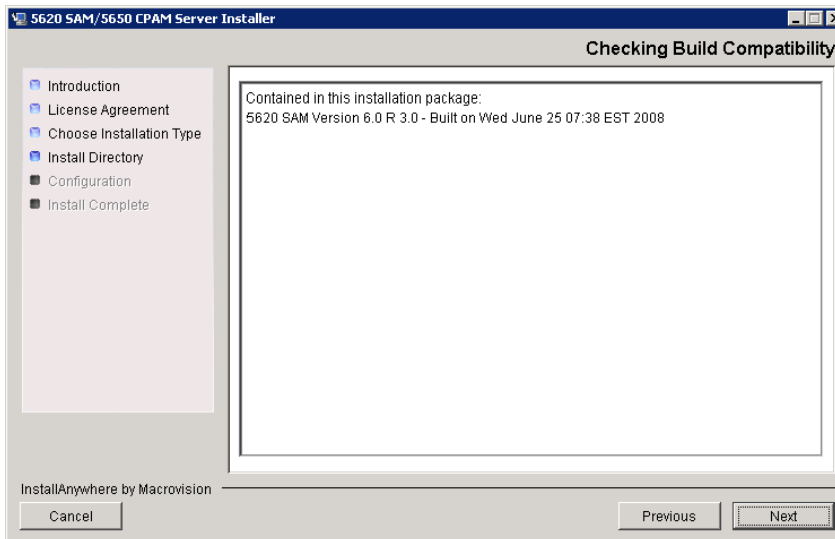 5620 SAM/5650 CPAM Server Installer
Checking Build Compatibility
Introduction
License Agreement
Choose Installation Type
Install Directory
Configuration
Install Complete
Contained in this installation package:
5620 SAM Version 6.0 R 3.0 - Built on Wed June 25 07:38 EST 2008
InstallAnywhere by Macrovision
Cancel
Previous
Next